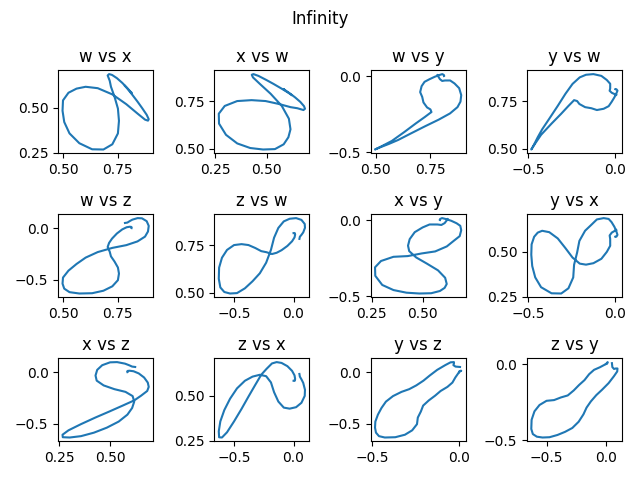 Infinity
w vs x
x vs w
w vs y
y vs w
0.50
0.25
0.50 0.75
0.75
0.50
0.25 0.50
0.0
−0.5
0.50 0.75
0.75
0.50
−0.5 0.0
w vs z
z vs w
x vs y
y vs x
0.0
−0.5
0.50 0.75
0.75
0.50
−0.5 0.0
0.0
−0.5
0.25 0.50
0.50
0.25
−0.5 0.0
x vs z
z vs x
y vs z
z vs y
0.0
−0.5
0.25 0.50
0.50
0.25
−0.5 0.0
0.0
−0.5
−0.5 0.0
0.0
−0.5
−0.5 0.0